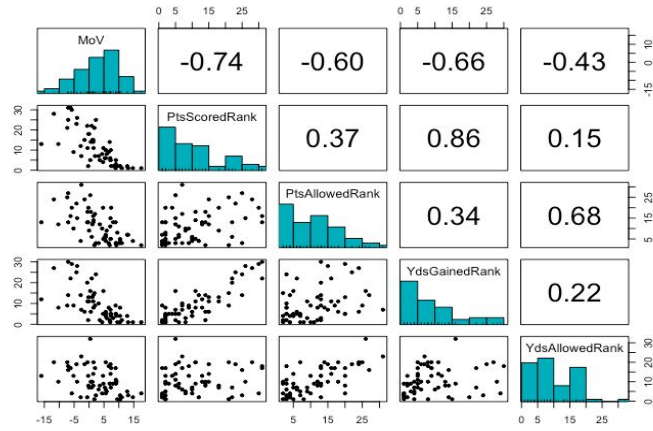 0 5 15 25 0 5 15 25
MoV -0.74 -0.60 -0.66 -0.43 -15 0 5 10
0 10 20 30 PtsScoredRank 0.37 0.86 0.15
PtsAllowedRank 0.34 0.68 5 15 25
0 10 20 30 YdsGainedRank 0.22
YdsAllowedRank 0 10 20 30
-15 -5 5 15 5 15 25 0 5 15 25